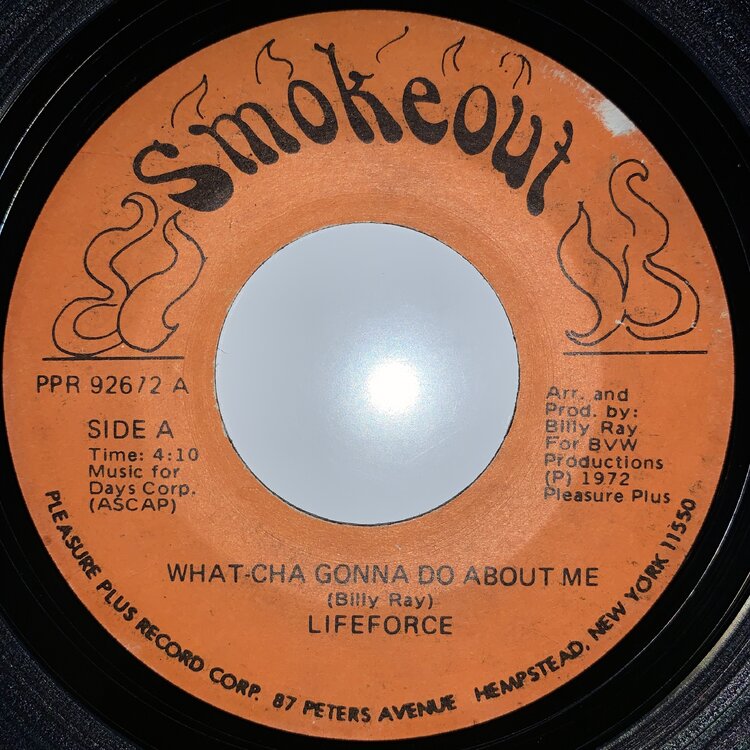 Smokeout
PPR 92672 A
SIDE A
Time: 4:10
Music for
Days Corp.
(ASCAP)
Arr. and
Prod. by:
Billy Ray
For BVW
Productions
(P) 1972
Pleasure Plus
WHAT-CHA GONNA DO ABOUT ME
(Billy Ray)
LIFEFORCE
PLEASURE PLUS RECORD CORP. 87 PETERS AVENUE HEMPSTEAD, NEW YORK 11550